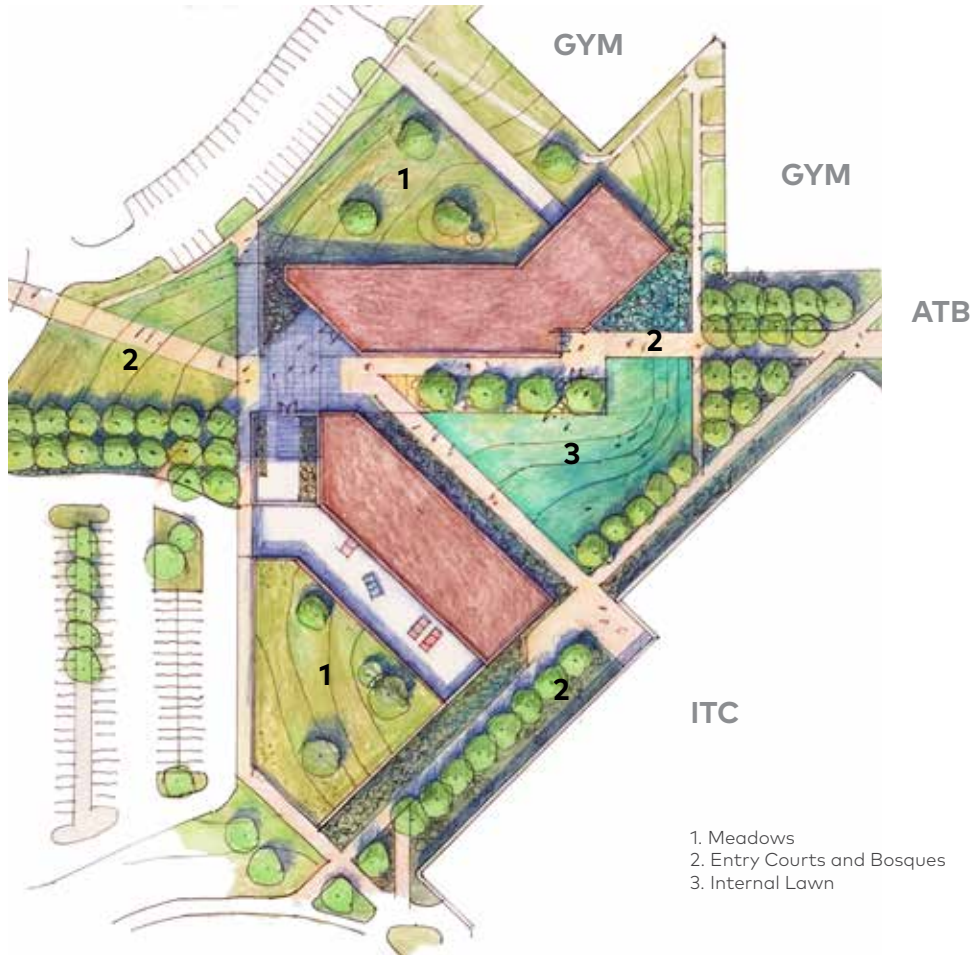 GYM
1
GYM
ATB
2
2
3
1
2
ITC
1. Meadows
2. Entry Courts and Bosques
3. Internal Lawn